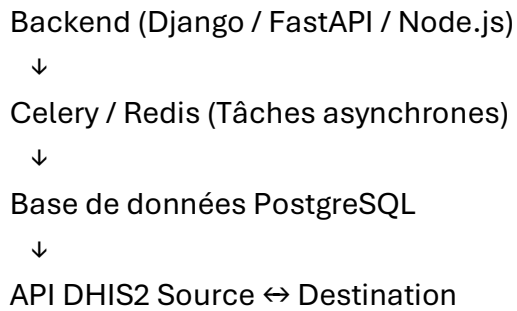 Backend (Django / FastAPI / Node.js)
↓
Celery / Redis (Tâches asynchrones)
↓
Base de données PostgreSQL
↓
API DHIS2 Source ↔ Destination